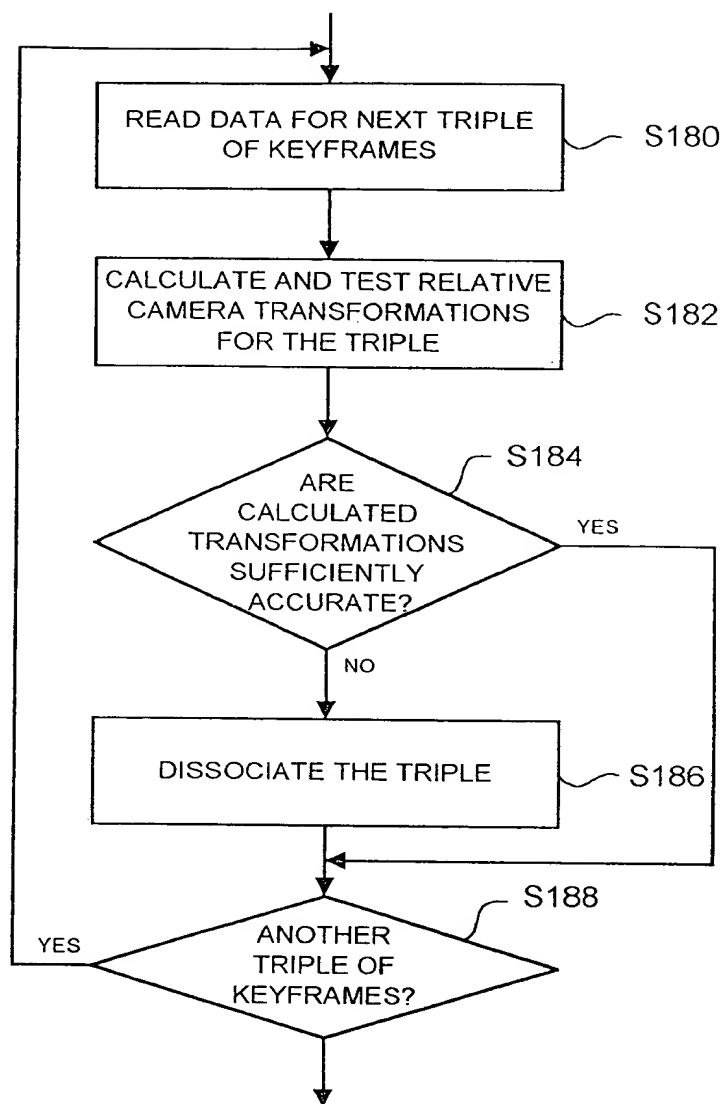 READ DATA FOR NEXT TRIPLE
OF KEYFRAMES
S180
CALCULATE AND TEST RELATIVE
CAMERA TRANSFORMATIONS
FOR THE TRIPLE
S182
S184
ARE
CALCULATED
TRANSFORMATIONS
SUFFICIENTLY
ACCURATE?
YES
NO
DISSOCIATE THE TRIPLE
S186
S188
YES
ANOTHER
TRIPLE OF
KEYFRAMES?